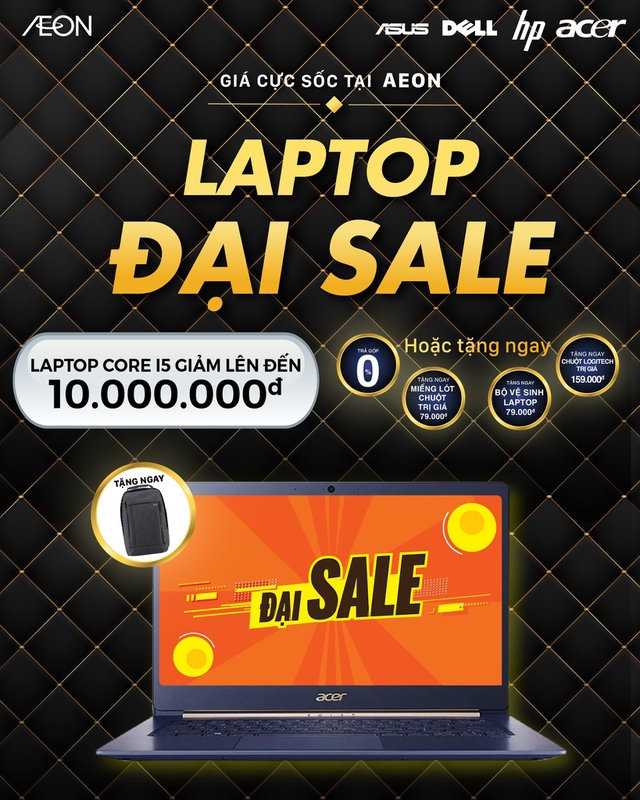 ÆON
ASUS DELL hp acer
GIÁ CỰC SỐC TẠI AEON
LAPTOP
ĐẠI SALE
LAPTOP CORE I5 GIẢM LÊN ĐẾN
10.000.000đ
TRẢ GÓP
0%
Hoặc tặng ngay
TẶNG NGAY
MIẾNG LÓT
CHUỘT
TRỊ GIÁ
79.000đ
TẶNG NGAY
BỘ VỆ SINH
LAPTOP
79.000đ
TẶNG NGAY
CHUỘT LOGITECH
TRỊ GIÁ
159.000đ
TẶNG NGAY
ĐẠI SALE
acer